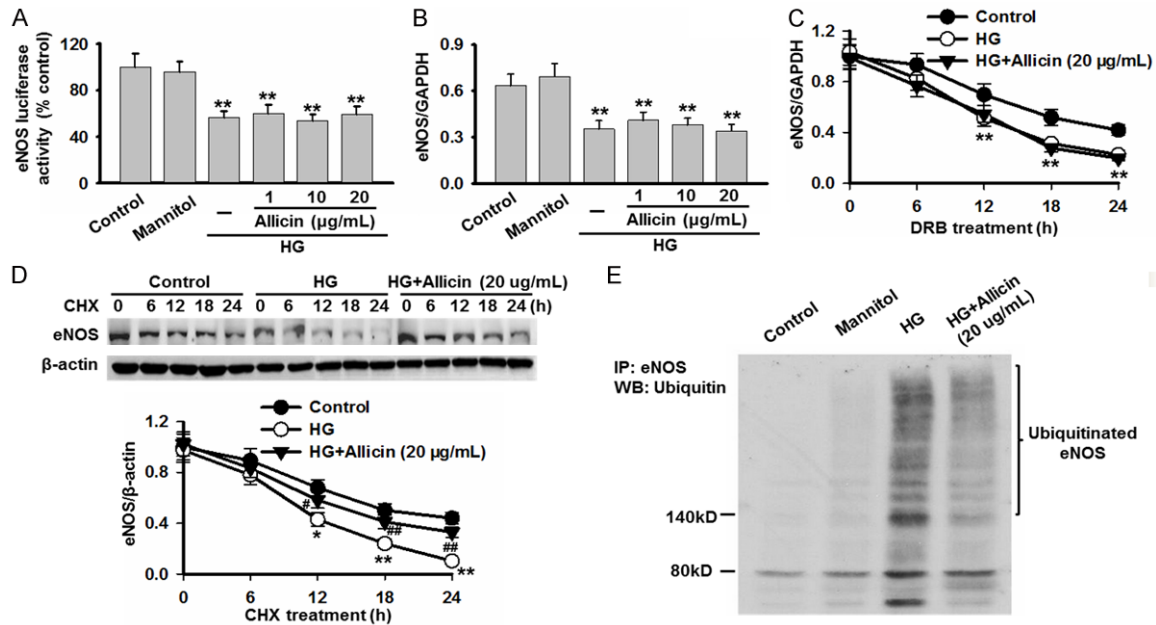 A
eNOS luciferase
activity (% control)
120
80
40
0
** ** ** **
Control
Mannitol
– 1 10 20
Allicin (µg/mL)
HG
B
eNOS/GAPDH
0.9
0.6
0.3
0.0
** ** ** **
Control
Mannitol
– 1 10 20
Allicin (µg/mL)
HG
C
Control
HG
HG+Allicin (20 µg/mL)
eNOS/GAPDH
1.2
0.8
0.4
0.0
** ** **
0 6 12 18 24
DRB treatment (h)
D
Control HG HG+Allicin (20 ug/mL)
CHX 0 6 12 18 24 0 6 12 18 24 0 6 12 18 24 (h)
eNOS
β-actin
Control
HG
HG+Allicin (20 µg/mL)
eNOS/β-actin
1.2
0.8
0.4
0.0
# ## ##
* ** **
0 6 12 18 24
CHX treatment (h)
E
Control
Mannitol
HG
HG+Allicin
(20 ug/mL)
IP: eNOS
WB: Ubiquitin
Ubiquitinated
eNOS
140kD
80kD